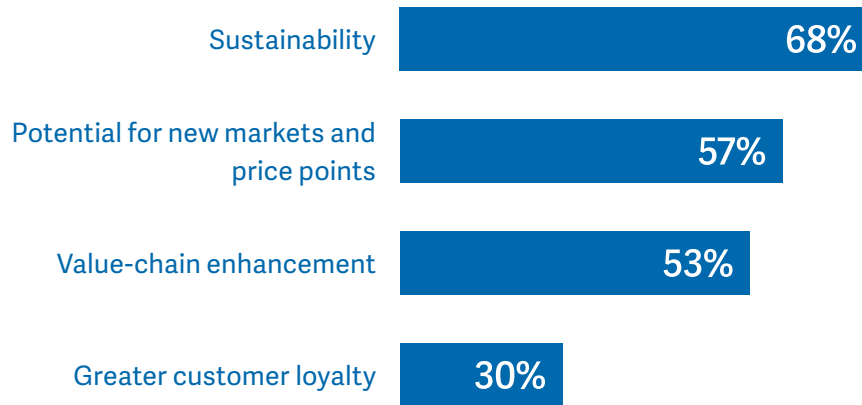 Sustainability
68%
Potential for new markets and
price points
57%
Value-chain enhancement
53%
Greater customer loyalty
30%